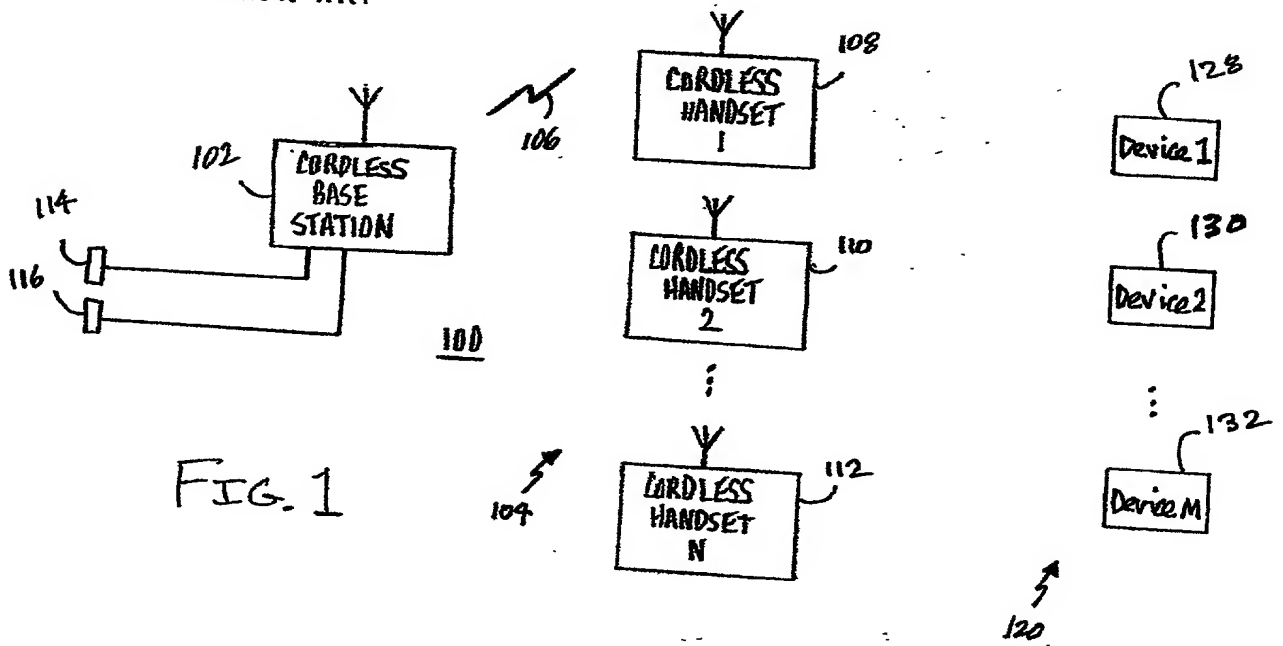 108
CORDLESS
HANDSET
1
128
Device 1
106
102
CORDLESS
BASE
STATION
114
116
100
110
CORDLESS
HANDSET
2
130
Device 2
FIG. 1
104
112
CORDLESS
HANDSET
N
132
Device M
120